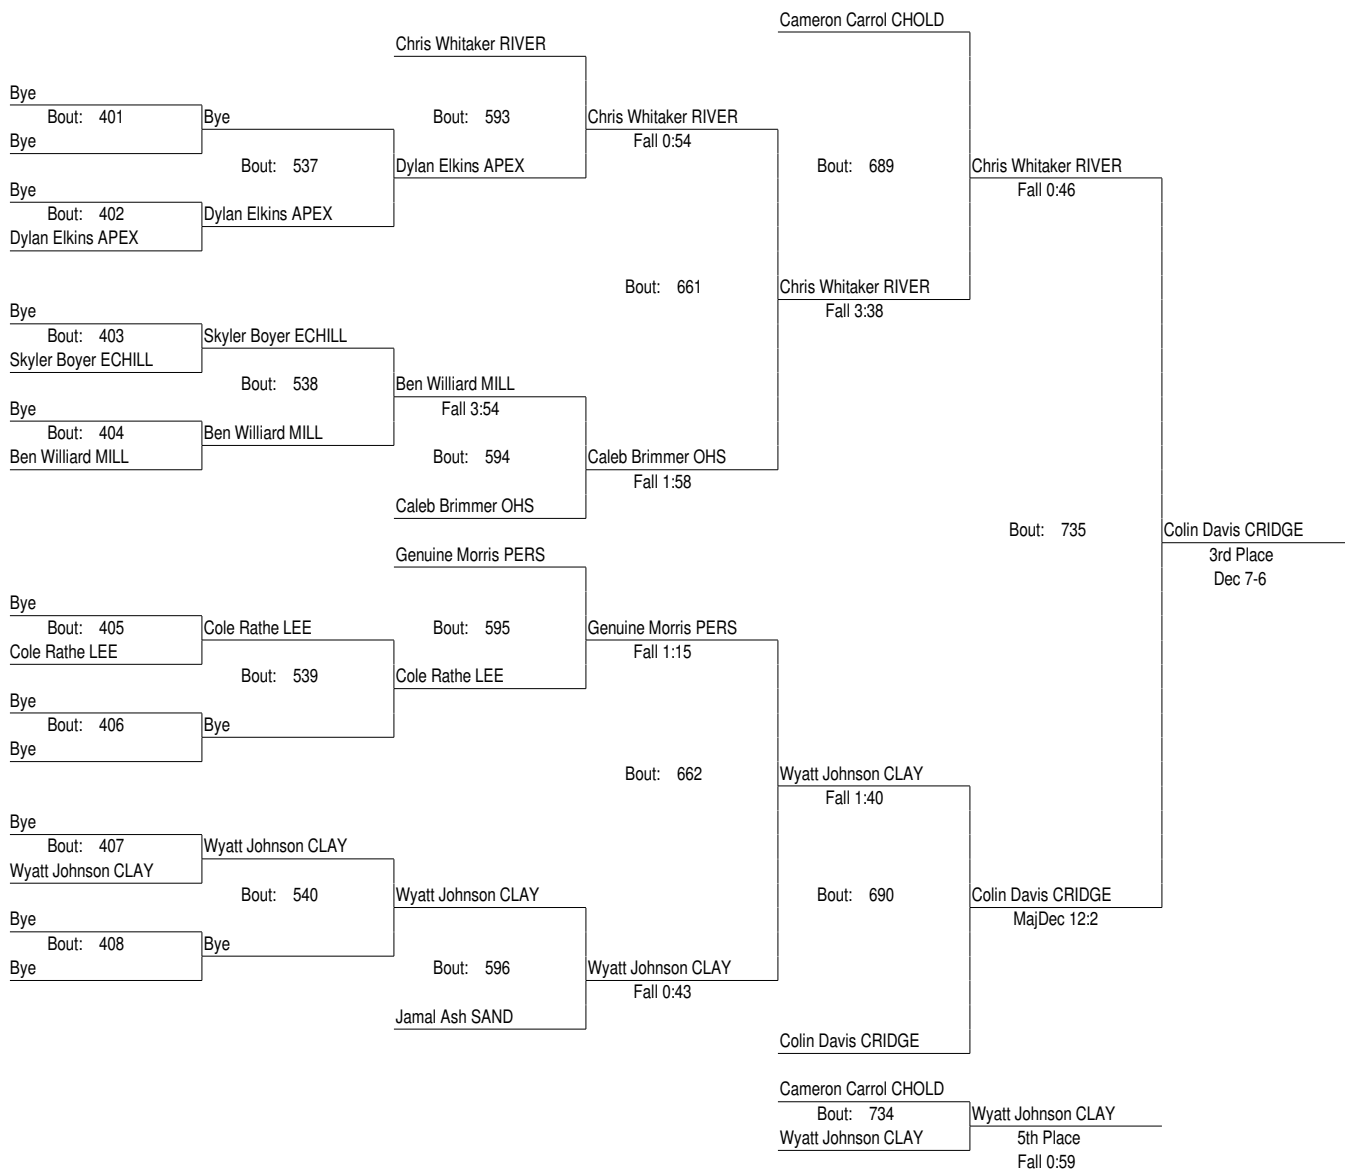 Cameron Carrol CHOLD
Chris Whitaker RIVER
Bye
Bout: 401
Bye
Bout: 593
Chris Whitaker RIVER
Bye
Fall 0:54
Bout: 537
Dylan Elkins APEX
Bout: 689
Chris Whitaker RIVER
Bye
Fall 0:46
Bout: 402
Dylan Elkins APEX
Dylan Elkins APEX
Bout: 661
Chris Whitaker RIVER
Bye
Fall 3:38
Bout: 403
Skyler Boyer ECHILL
Skyler Boyer ECHILL
Bout: 538
Ben Williard MILL
Bye
Fall 3:54
Bout: 404
Ben Williard MILL
Ben Williard MILL
Bout: 594
Caleb Brimmer OHS
Fall 1:58
Caleb Brimmer OHS
Bout: 735
Colin Davis CRIDGE
Genuine Morris PERS
3rd Place
Dec 7-6
Bye
Bout: 405
Cole Rathe LEE
Bout: 595
Genuine Morris PERS
Cole Rathe LEE
Fall 1:15
Bout: 539
Cole Rathe LEE
Bye
Bout: 406
Bye
Bye
Bout: 662
Wyatt Johnson CLAY
Fall 1:40
Bye
Bout: 407
Wyatt Johnson CLAY
Wyatt Johnson CLAY
Bout: 540
Wyatt Johnson CLAY
Bout: 690
Colin Davis CRIDGE
Bye
MajDec 12:2
Bout: 408
Bye
Bye
Bout: 596
Wyatt Johnson CLAY
Fall 0:43
Jamal Ash SAND
Colin Davis CRIDGE
Cameron Carrol CHOLD
Bout: 734
Wyatt Johnson CLAY
Wyatt Johnson CLAY
5th Place
Fall 0:59